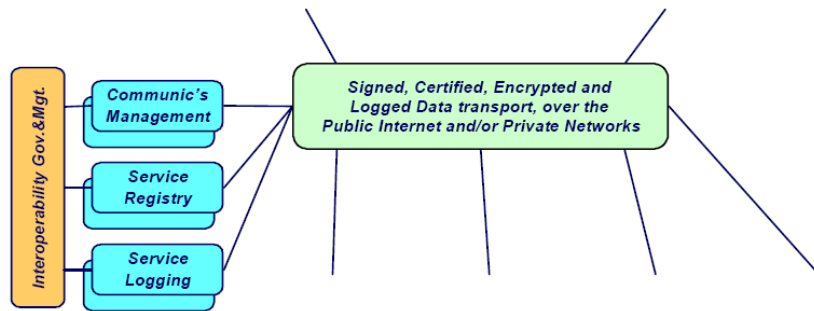 Interoperability Gov.&Mgt.
Communic's
Management
Service
Registry
Service
Logging
Signed, Certified, Encrypted and
Logged Data transport, over the
Public Internet and/or Private Networks